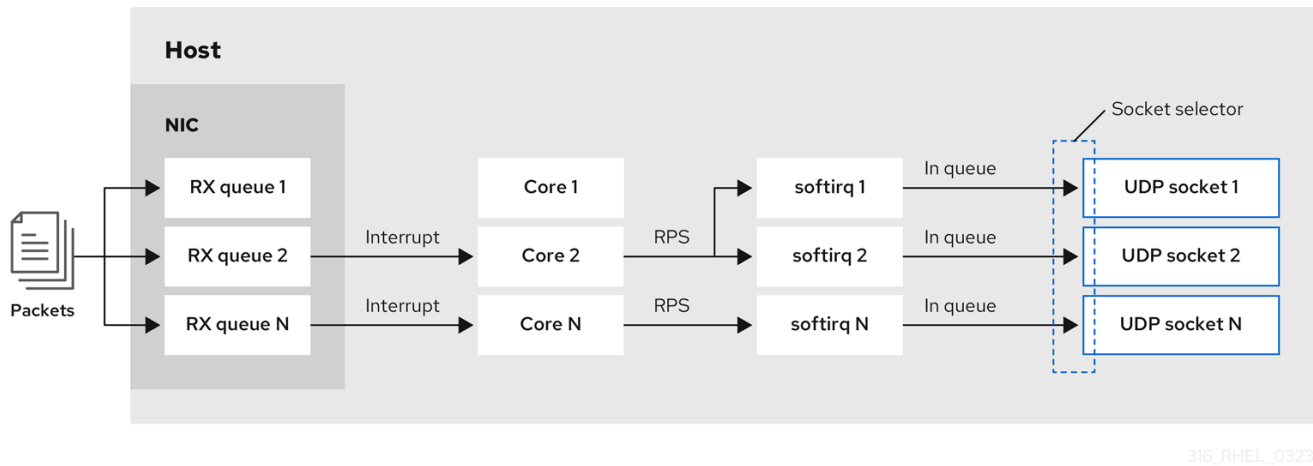 Host
NIC
Socket selector
RX queue 1
Core 1
softirq 1
In queue
UDP socket 1
Packets
RX queue 2
Interrupt
Core 2
RPS
softirq 2
In queue
UDP socket 2
RX queue N
Interrupt
Core N
RPS
softirq N
In queue
UDP socket N
316_RHEL_0323